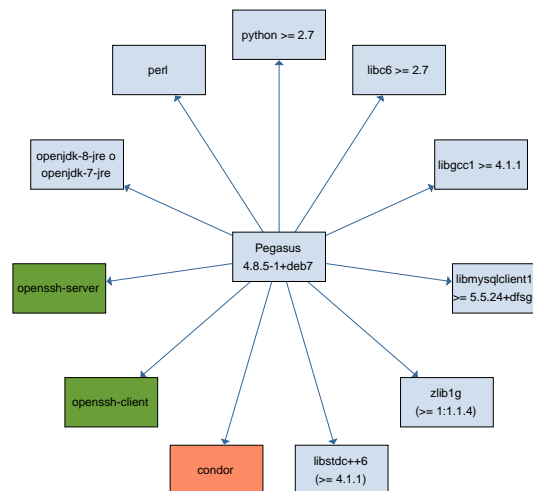 python >= 2.7
perl
libc6 >= 2.7
openjdk-8-jre o
openjdk-7-jre
libgcc1 >= 4.1.1
Pegasus
4.8.5-1+deb7
openssh-server
libmysqlclient1
>= 5.5.24+dfsg
openssh-client
zlib1g
(>= 1:1.1.4)
condor
libstdc++6
(>= 4.1.1)